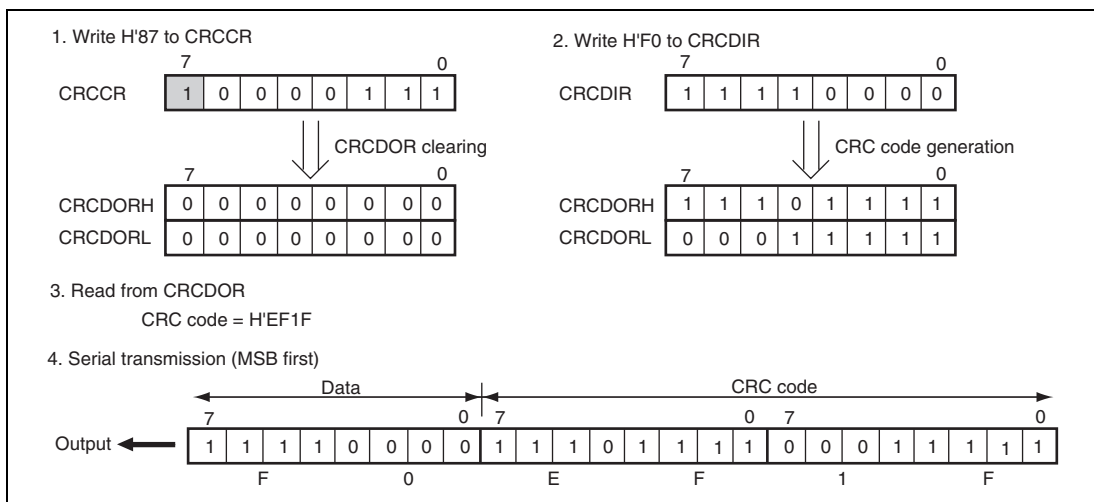 1. Write H'87 to CRCCR
7 0
CRCCR 1 0 0 0 0 1 1 1
CRCDOR clearing
7 0
CRCDORH 0 0 0 0 0 0 0 0
CRCDORL 0 0 0 0 0 0 0 0
2. Write H'F0 to CRCDIR
7 0
CRCDIR 1 1 1 1 0 0 0 0
CRC code generation
7 0
CRCDORH 1 1 1 0 1 1 1 1
CRCDORL 0 0 0 1 1 1 1 1
3. Read from CRCDOR
CRC code = H'EF1F
4. Serial transmission (MSB first)
Data CRC code
7 0 7 0 7 0
Output 1 1 1 1 0 0 0 0 1 1 1 0 1 1 1 1 0 0 0 1 1 1 1 1
F 0 E F 1 F